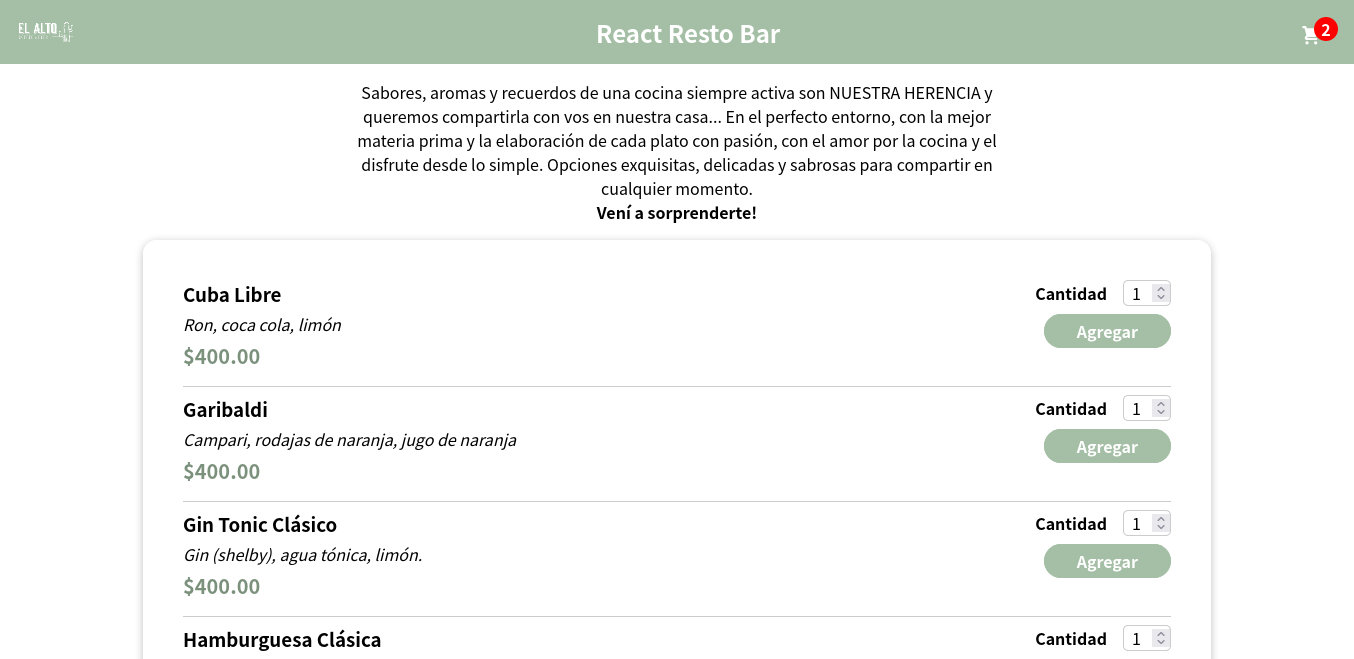 EL ALTO
React Resto Bar
2
Sabores, aromas y recuerdos de una cocina siempre activa son NUESTRA HERENCIA y
queremos compartirla con vos en nuestra casa... En el perfecto entorno, con la mejor
materia prima y la elaboración de cada plato con pasión, con el amor por la cocina y el
disfrute desde lo simple. Opciones exquisitas, delicadas y sabrosas para compartir en
cualquier momento.
Vení a sorprenderte!
Cuba Libre
Cantidad 1
Ron, coca cola, limón
Agregar
$400.00
Garibaldi
Cantidad 1
Campari, rodajas de naranja, jugo de naranja
Agregar
$400.00
Gin Tonic Clásico
Cantidad 1
Gin (shelby), agua tónica, limón.
Agregar
$400.00
Hamburguesa Clásica
Cantidad 1